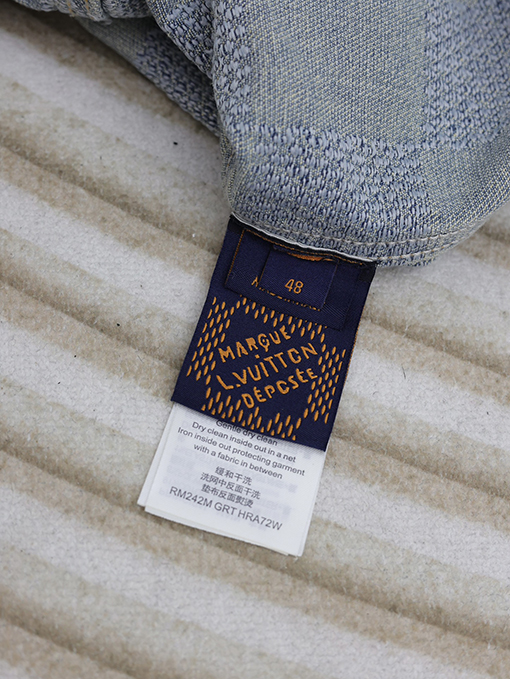 48
MARQUE
L.VUITTON
DÉPOSÉE
Gentle dry clean
Dry clean inside out in a net
Iron inside out protecting garment
with a fabric in between
缓和干洗
洗网中反面干洗
垫布反面熨烫
RM242M GRT HRA72W